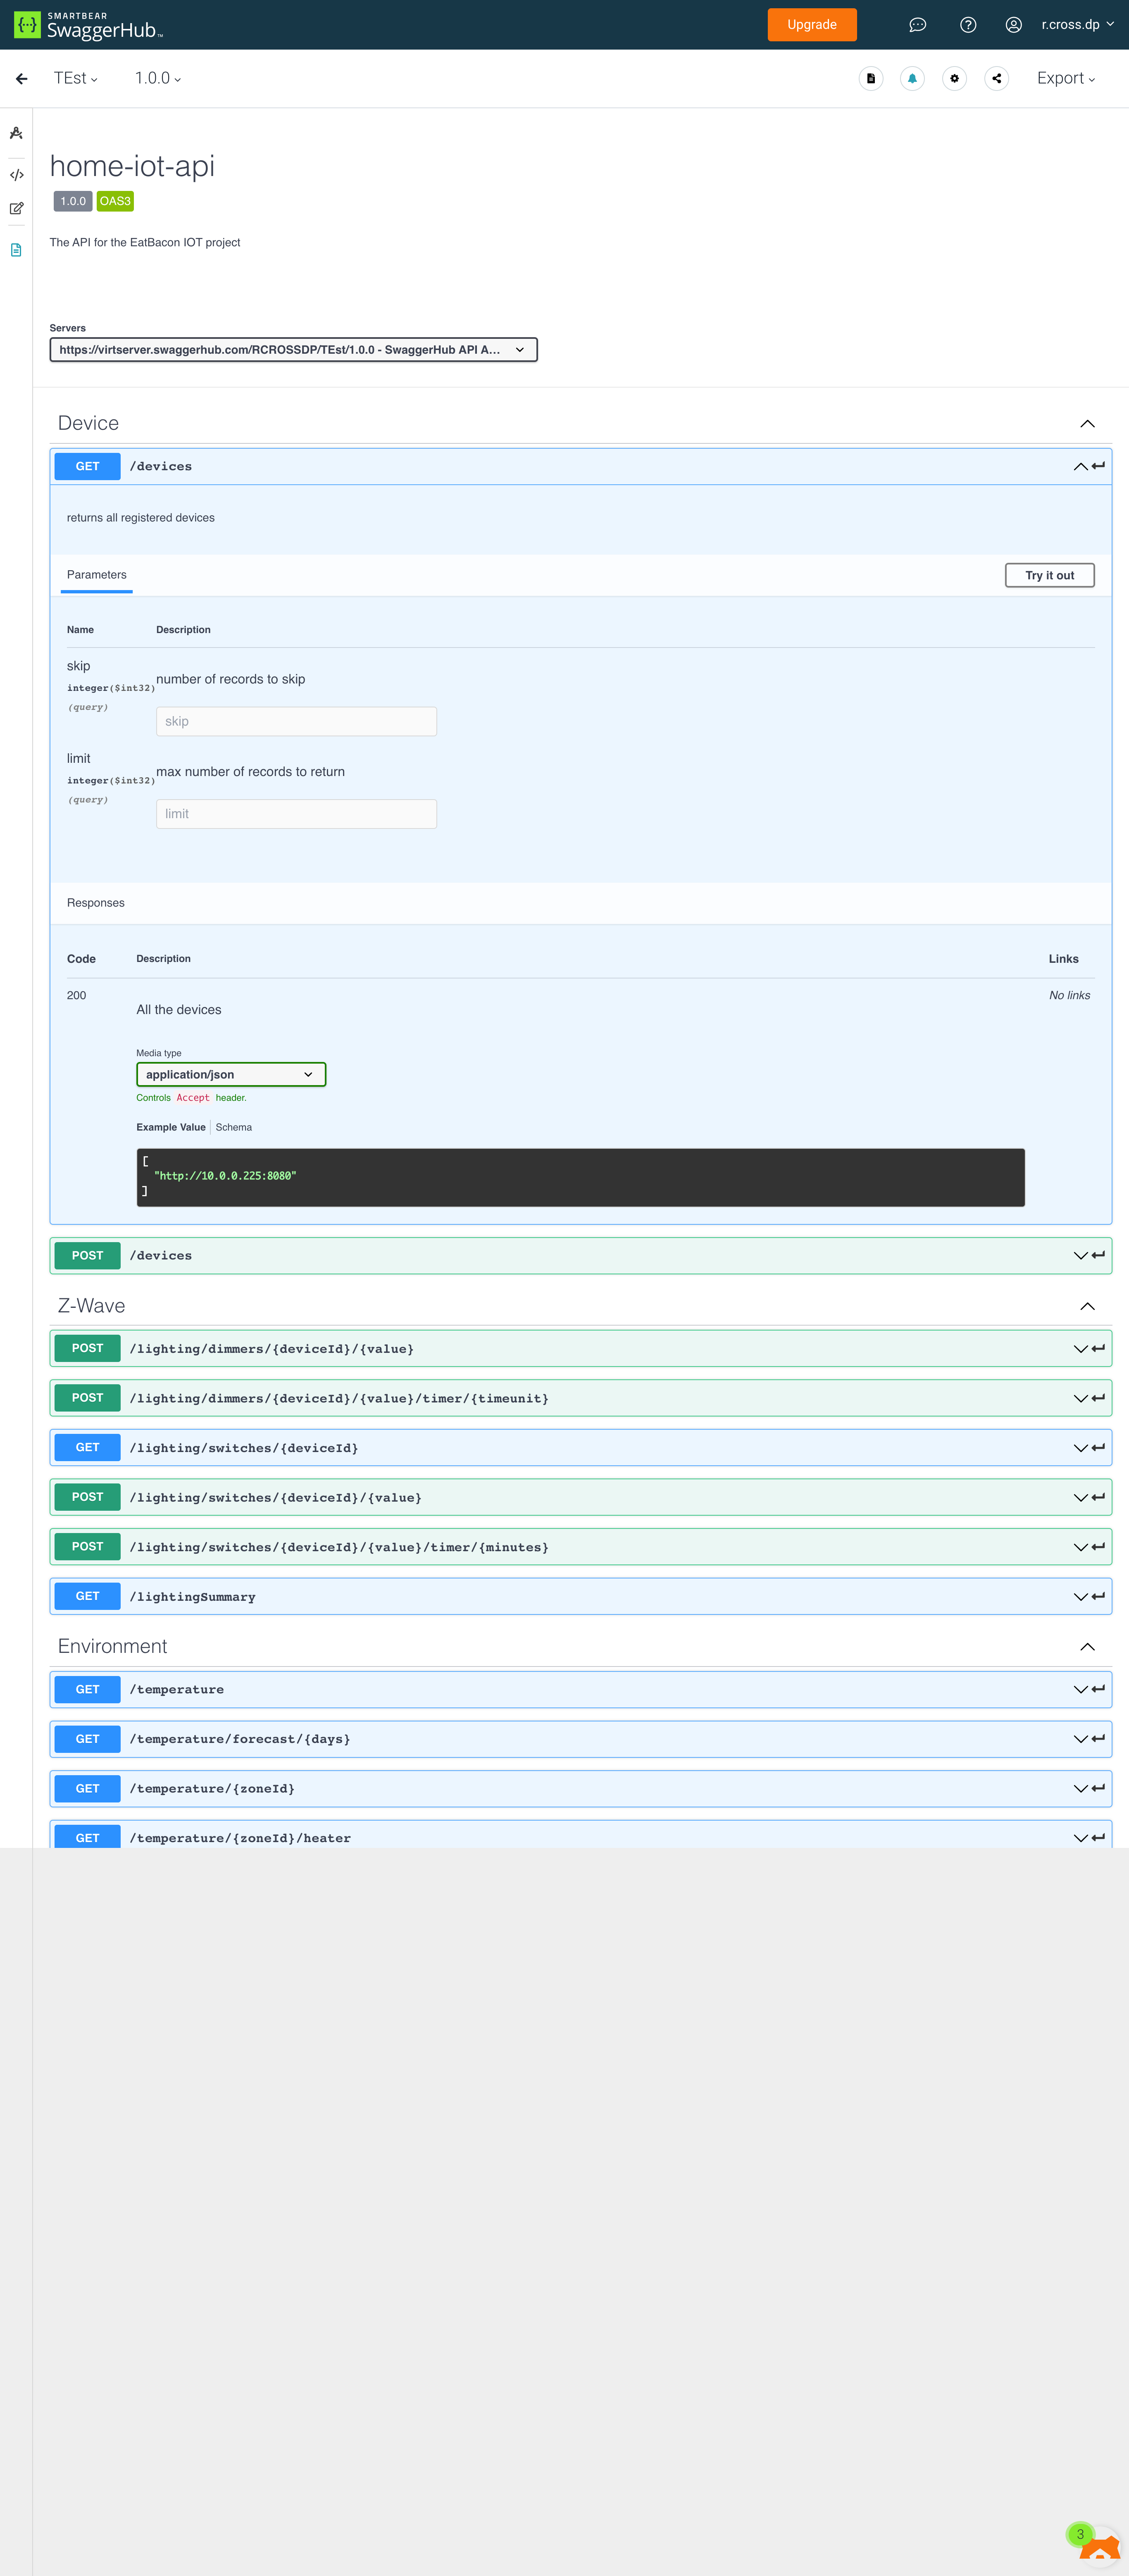 SMARTBEAR
SwaggerHub™
Upgrade
r.cross.dp
TEst
1.0.0
Export
home-iot-api
1.0.0 OAS3
The API for the EatBacon IOT project
Servers
https://virtserver.swaggerhub.com/RCROSSDP/TEst/1.0.0 - SwaggerHub API A...
Device
GET /devices
returns all registered devices
Parameters
Try it out
Name Description
skip
integer($int32)
(query)
number of records to skip
skip
limit
integer($int32)
(query)
max number of records to return
limit
Responses
Code Description Links
200
All the devices
No links
Media type
application/json
Controls Accept header.
Example Value Schema
[
"http://10.0.0.225:8080"
]
POST /devices
Z-Wave
POST /lighting/dimmers/{deviceId}/{value}
POST /lighting/dimmers/{deviceId}/{value}/timer/{timeunit}
GET /lighting/switches/{deviceId}
POST /lighting/switches/{deviceId}/{value}
POST /lighting/switches/{deviceId}/{value}/timer/{minutes}
GET /lightingSummary
Environment
GET /temperature
GET /temperature/forecast/{days}
GET /temperature/{zoneId}
GET /temperature/{zoneId}/heater
3